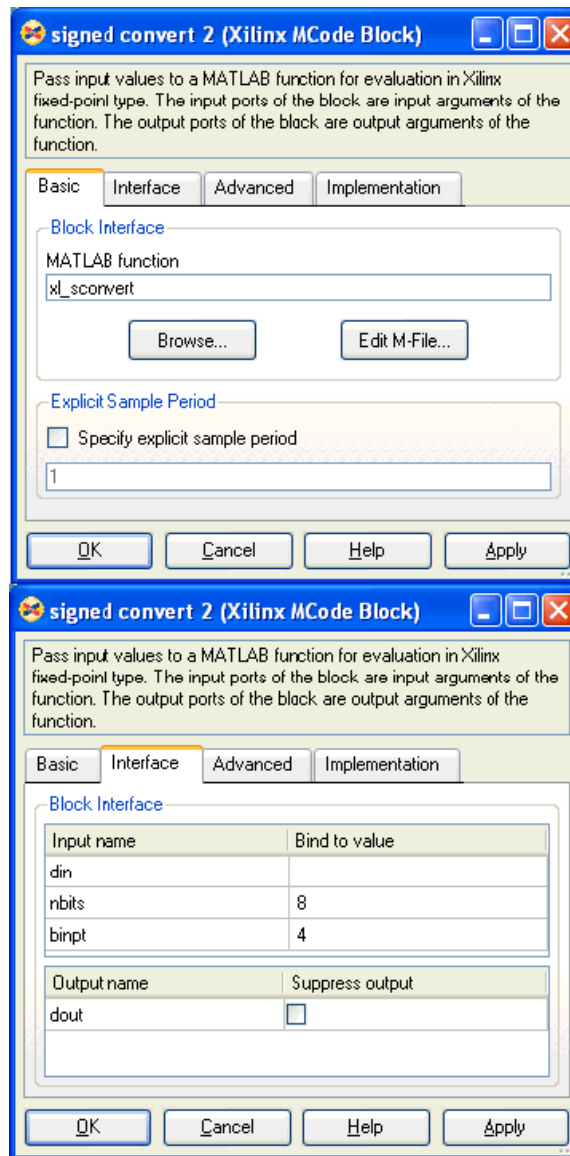 signed convert 2 (Xilinx MCode Block)
Pass input values to a MATLAB function for evaluation in Xilinx
fixed-point type. The input ports of the block are input arguments of the
function. The output ports of the block are output arguments of the
function.
Basic Interface Advanced Implementation
Block Interface
MATLAB function
xl_sconvert
Browse... Edit M-File...
Explicit Sample Period
Specify explicit sample period
1
OK Cancel Help Apply
signed convert 2 (Xilinx MCode Block)
Pass input values to a MATLAB function for evaluation in Xilinx
fixed-point type. The input ports of the block are input arguments of the
function. The output ports of the block are output arguments of the
function.
Basic Interface Advanced Implementation
Block Interface
Input name Bind to value
din
nbits 8
binpt 4
Output name Suppress output
dout
OK Cancel Help Apply